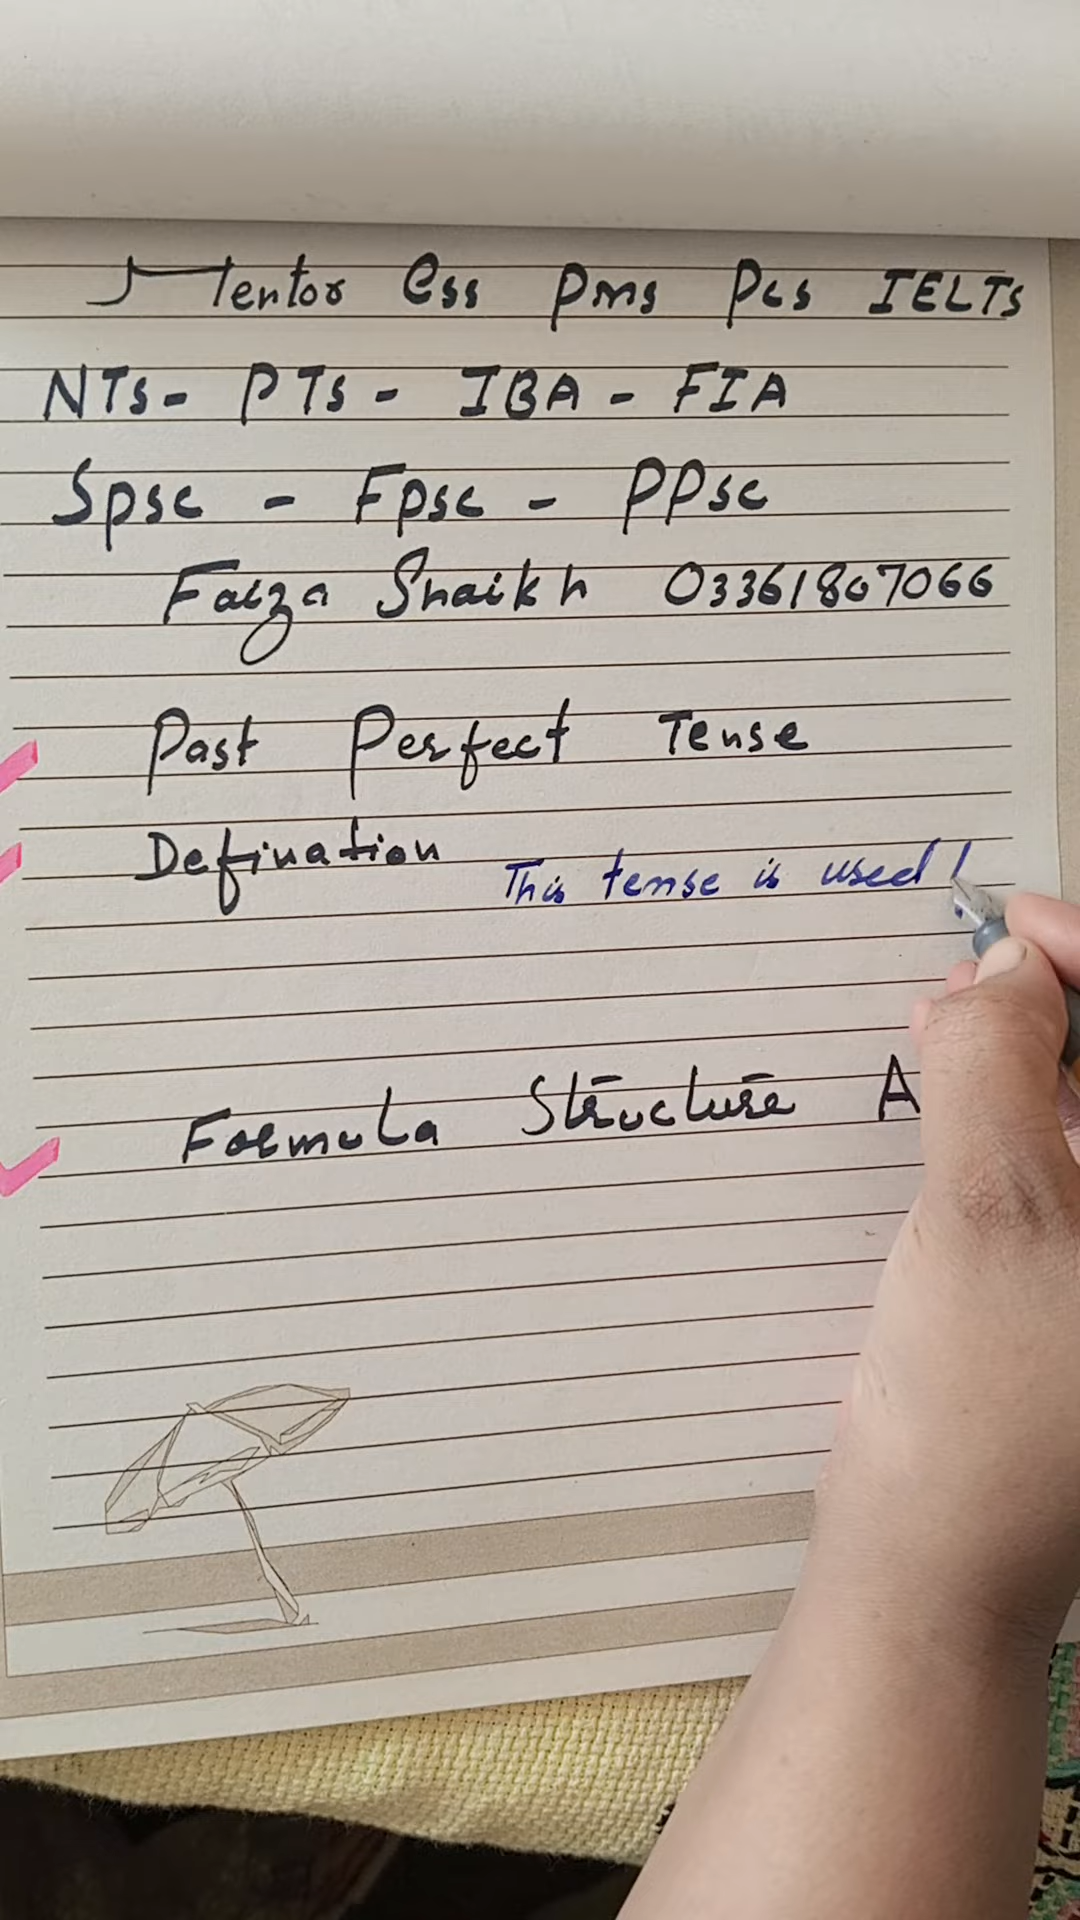 Mentor Css Pms Pcs IELTS
NTS - PTS - IBA - FIA
Spsc - Fpsc - PPsc
Faiza Shaikh 03361807066
Past Perfect Tense
Defination This tense is used
Formula Structure A